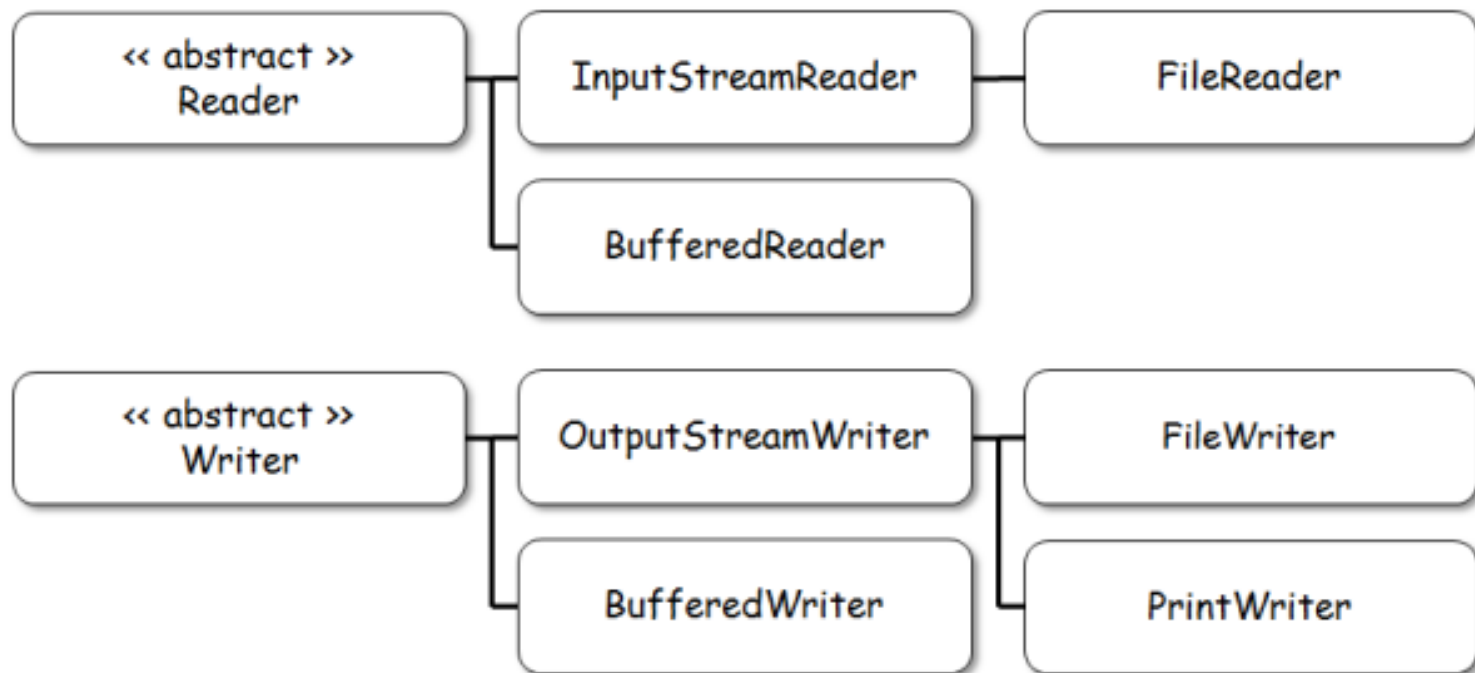 << abstract >>
Reader
InputStreamReader
FileReader
BufferedReader
<< abstract >>
Writer
OutputStreamWriter
FileWriter
BufferedWriter
PrintWriter